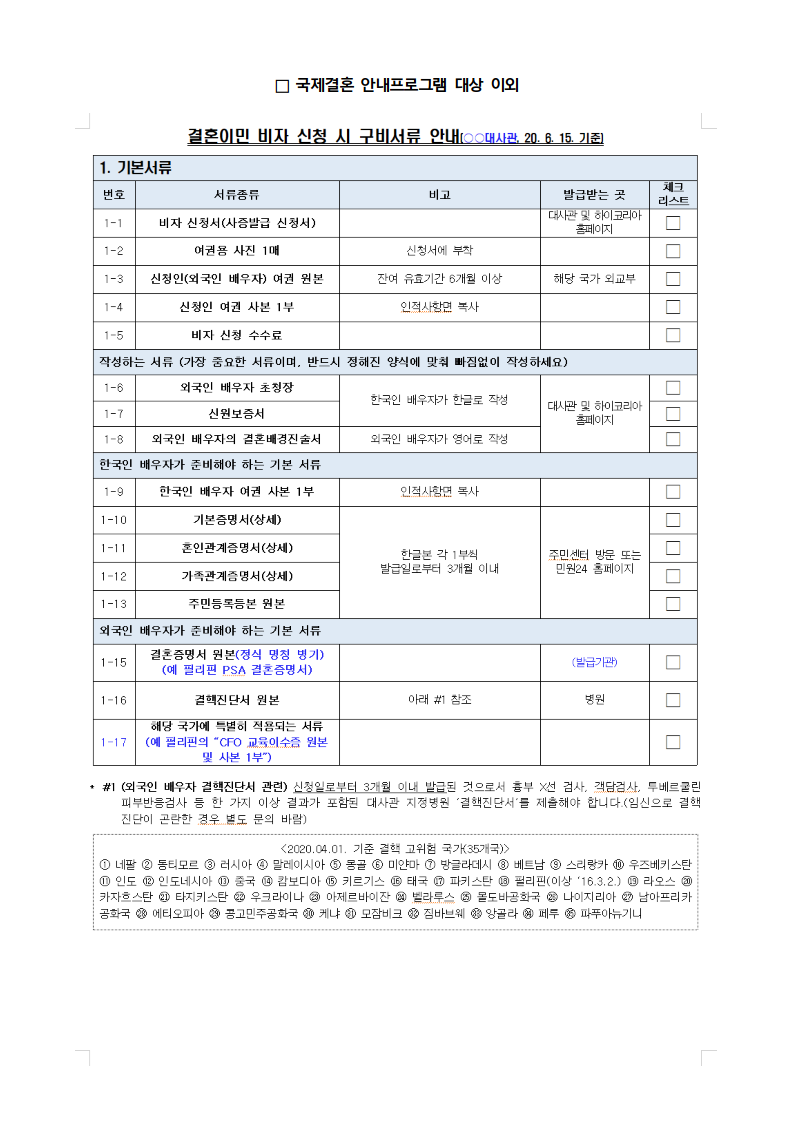 □ 국제결혼 안내프로그램 대상 이외
결혼이민 비자 신청 시 구비서류 안내(○○대사관, 20. 6. 15. 기준)
1. 기본서류
번호 서류종류 비고 발급받는 곳 체크
리스트
1-1 비자 신청서(사증발급 신청서) 대사관 및 하이코리아
홈페이지 □
1-2 여권용 사진 1매 신청서에 부착 □
1-3 신청인(외국인 배우자) 여권 원본 잔여 유효기간 6개월 이상 해당 국가 외교부 □
1-4 신청인 여권 사본 1부 인적사항면 복사 □
1-5 비자 신청 수수료 □
작성하는 서류 (가장 중요한 서류이며, 반드시 정해진 양식에 맞춰 빠짐없이 작성하세요)
1-6 외국인 배우자 초청장 □
한국인 배우자가 한글로 작성
1-7 신원보증서 대사관 및 하이코리아
홈페이지 □
1-8 외국인 배우자의 결혼배경진술서 외국인 배우자가 영어로 작성 □
한국인 배우자가 준비해야 하는 기본 서류
1-9 한국인 배우자 여권 사본 1부 인적사항면 복사 □
1-10 기본증명서(상세) □
1-11 혼인관계증명서(상세) □
한글본 각 1부씩
발급일로부터 3개월 이내
주민센터 방문 또는
민원24 홈페이지
1-12 가족관계증명서(상세) □
1-13 주민등록등본 원본 □
외국인 배우자가 준비해야 하는 기본 서류
1-15 결혼증명서 원본(정식 명칭 병기)
(예 필리핀 PSA 결혼증명서) (발급기관) □
1-16 결핵진단서 원본 아래 #1 참조 병원 □
1-17 해당 국가에 특별히 적용되는 서류
(예 필리핀의 “CFO 교육이수증 원본
및 사본 1부”) □
* #1 (외국인 배우자 결핵진단서 관련) 신청일로부터 3개월 이내 발급된 것으로서 흉부 X선 검사, 객담검사, 투베르쿨린
피부반응검사 등 한 가지 이상 결과가 포함된 대사관 지정병원 ‘결핵진단서’를 제출해야 합니다.(임신으로 결핵
진단이 곤란한 경우 별도 문의 바람)
<2020.04.01. 기준 결핵 고위험 국가(35개국)>
① 네팔 ② 동티모르 ③ 러시아 ④ 말레이시아 ⑤ 몽골 ⑥ 미얀마 ⑦ 방글라데시 ⑧ 베트남 ⑨ 스리랑카 ⑩ 우즈베키스탄
⑪ 인도 ⑫ 인도네시아 ⑬ 중국 ⑭ 캄보디아 ⑮ 키르기스 ⑯ 태국 ⑰ 파키스탄 ⑱ 필리핀(이상 ‘16.3.2.) ⑲ 라오스 ⑳
카자흐스탄 ㉑ 타지키스탄 ㉒ 우크라이나 ㉓ 아제르바이잔 ㉔ 벨라루스 ㉕ 몰도바공화국 ㉖ 나이지리아 ㉗ 남아프리카
공화국 ㉘ 에티오피아 ㉙ 콩고민주공화국 ㉚ 케냐 ㉛ 모잠비크 ㉜ 짐바브웨 ㉝ 앙골라 ㉞ 페루 ㉟ 파푸아뉴기니